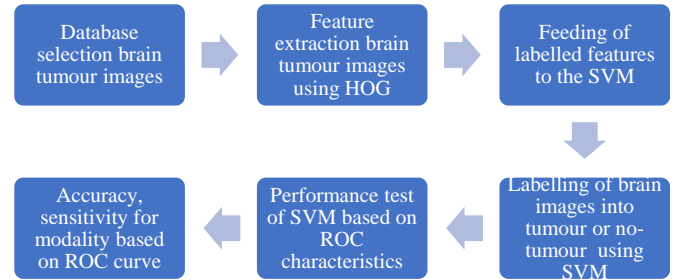 Database
selection brain
tumour images
Feature
extraction brain
tumour images
using HOG
Feeding of
labelled features
to the SVM
Labelling of brain
images into
tumour or no-
tumour using
SVM
Performance test
of SVM based on
ROC
characteristics
Accuracy,
sensitivity for
modality based
on ROC curve